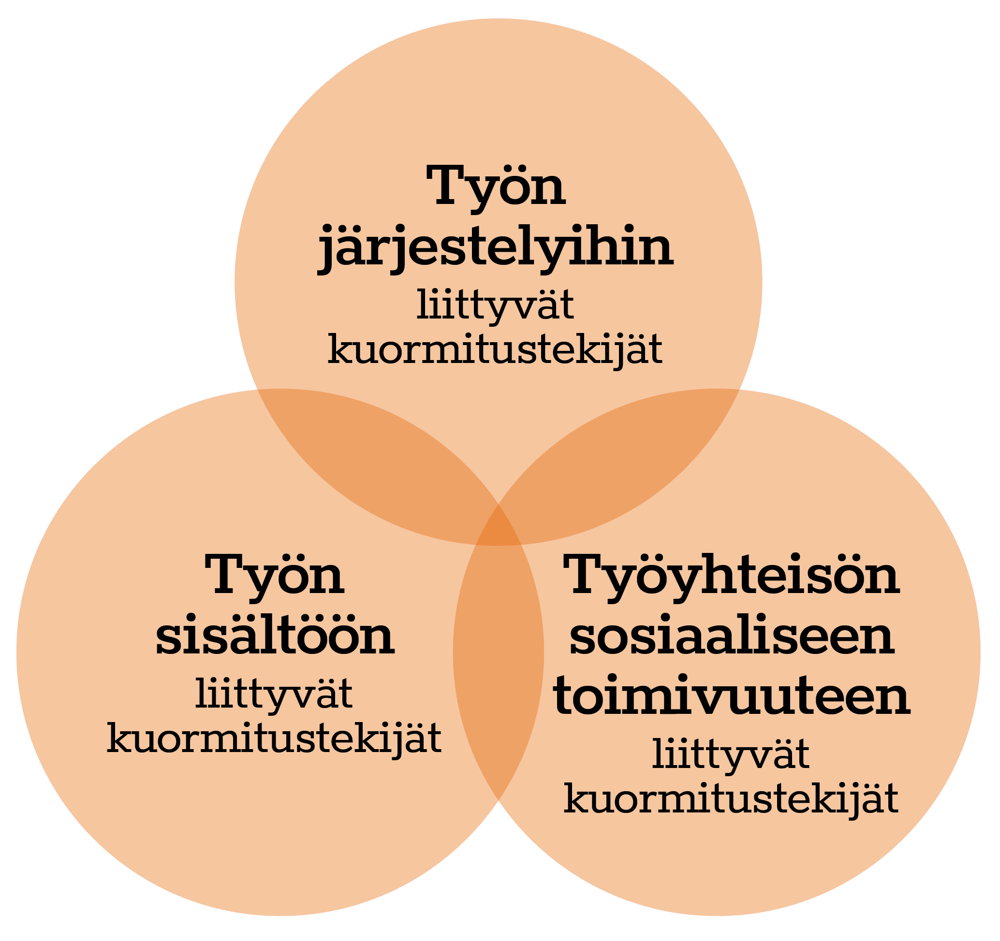 Työn
järjestelyihin
liittyvät
kuormitustekijät
Työn
sisältöön
liittyvät
kuormitustekijät
Työyhteisön
sosiaaliseen
toimivuuteen
liittyvät
kuormitustekijät